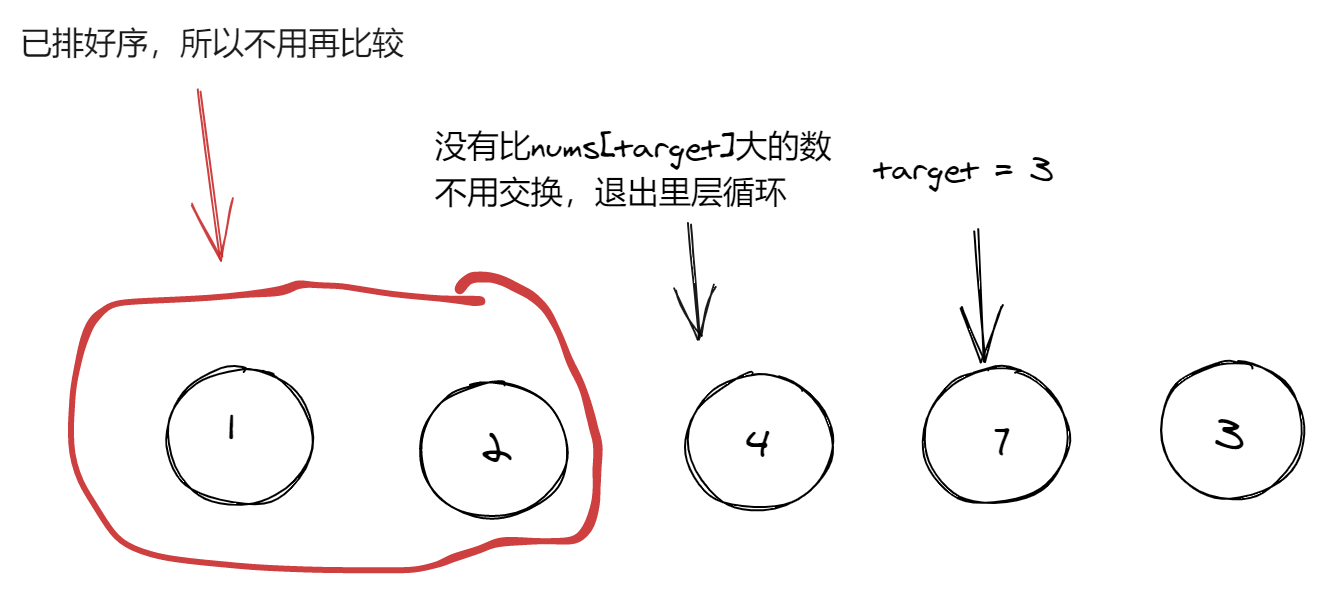 已排好序，所以不用再比较
没有比nums[target]大的数
不用交换，退出里层循环
target = 3
1
2
4
7
3